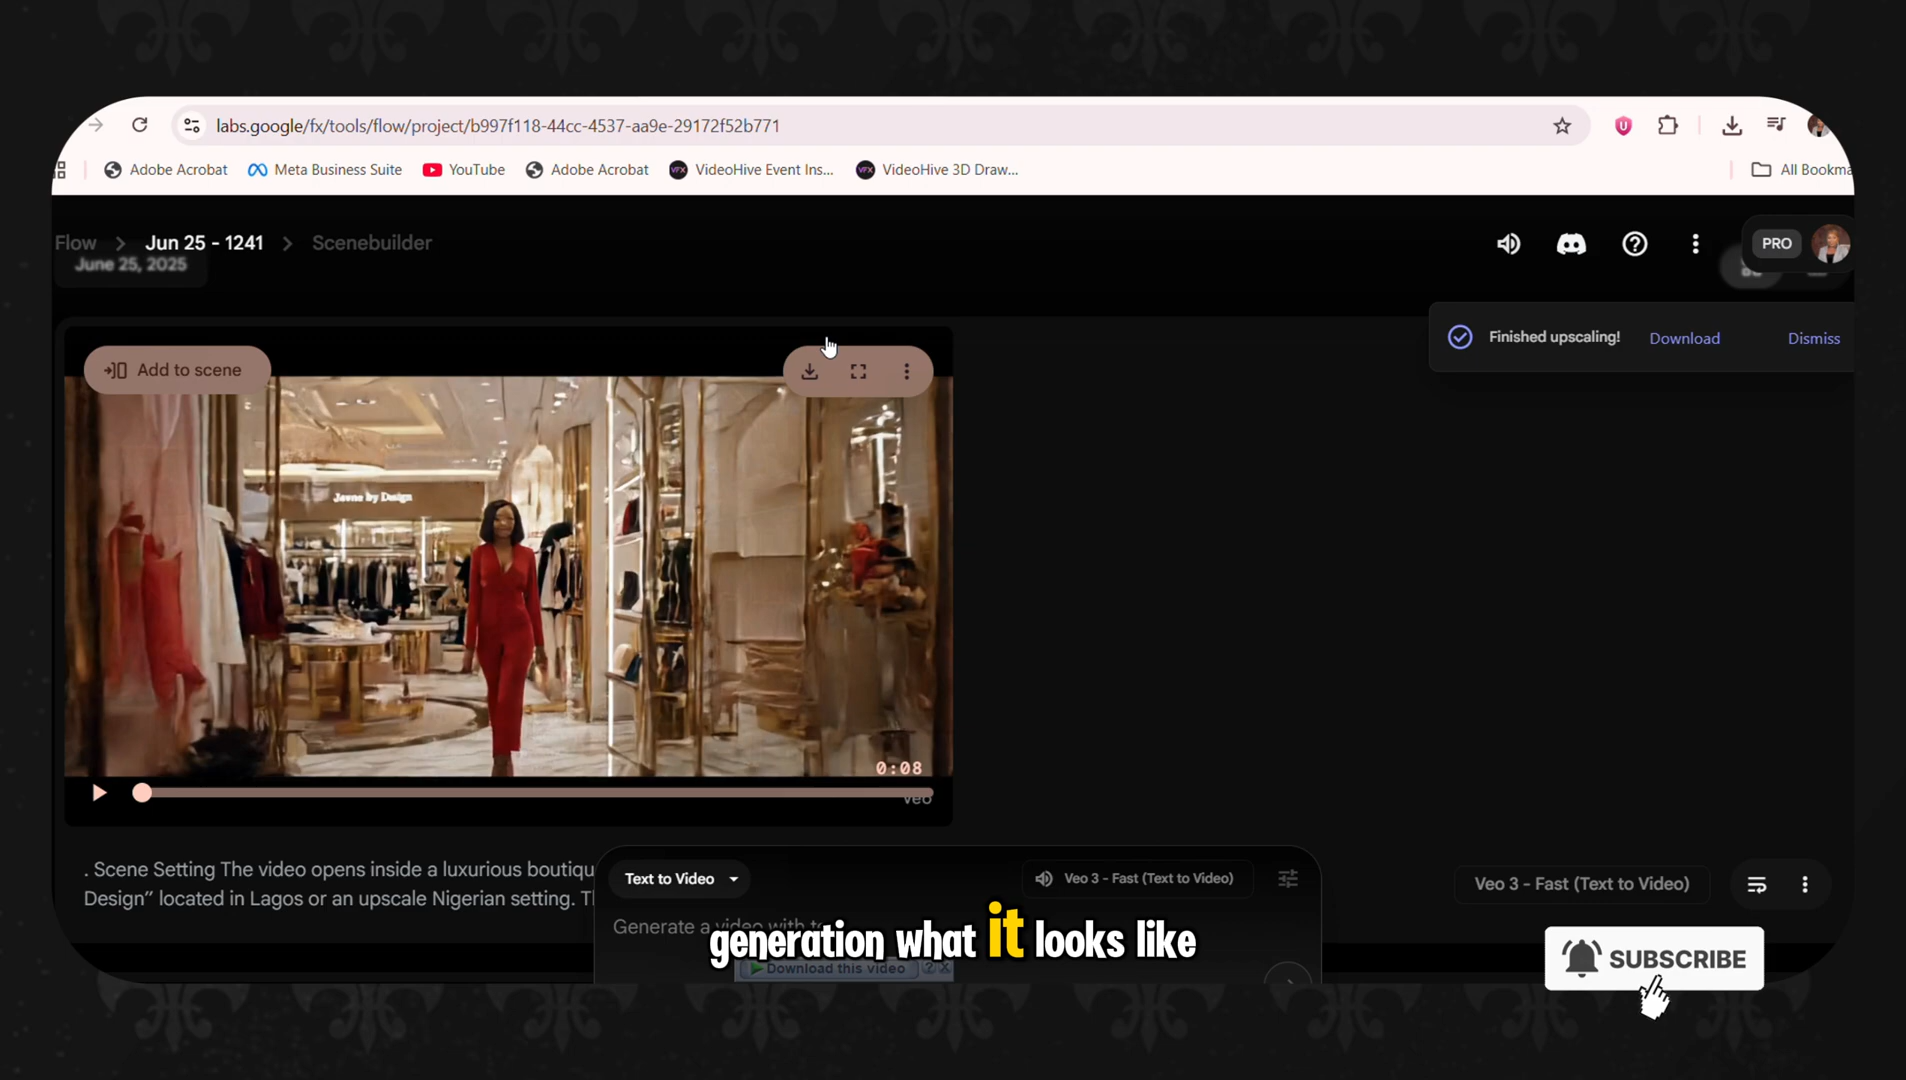 labs.google/fx/tools/flow/project/b997f118-44cc-4537-aa9e-29172f52b771
Adobe Acrobat
Meta Business Suite
YouTube
Adobe Acrobat
VideoHive Event Ins...
VideoHive 3D Draw...
All Bookma
Flow > Jun 25 - 1241 > Scenebuilder
PRO
June 25, 2025
Finished upscaling! Download Dismiss
Add to scene
Jevne by Design
0:08
Veo
. Scene Setting The video opens inside a luxurious boutiqu
Design” located in Lagos or an upscale Nigerian setting. Tl
Text to Video
Veo 3 - Fast (Text to Video)
Veo 3 - Fast (Text to Video)
Generate a video with
generation what it looks like
Download this video ? X
SUBSCRIBE